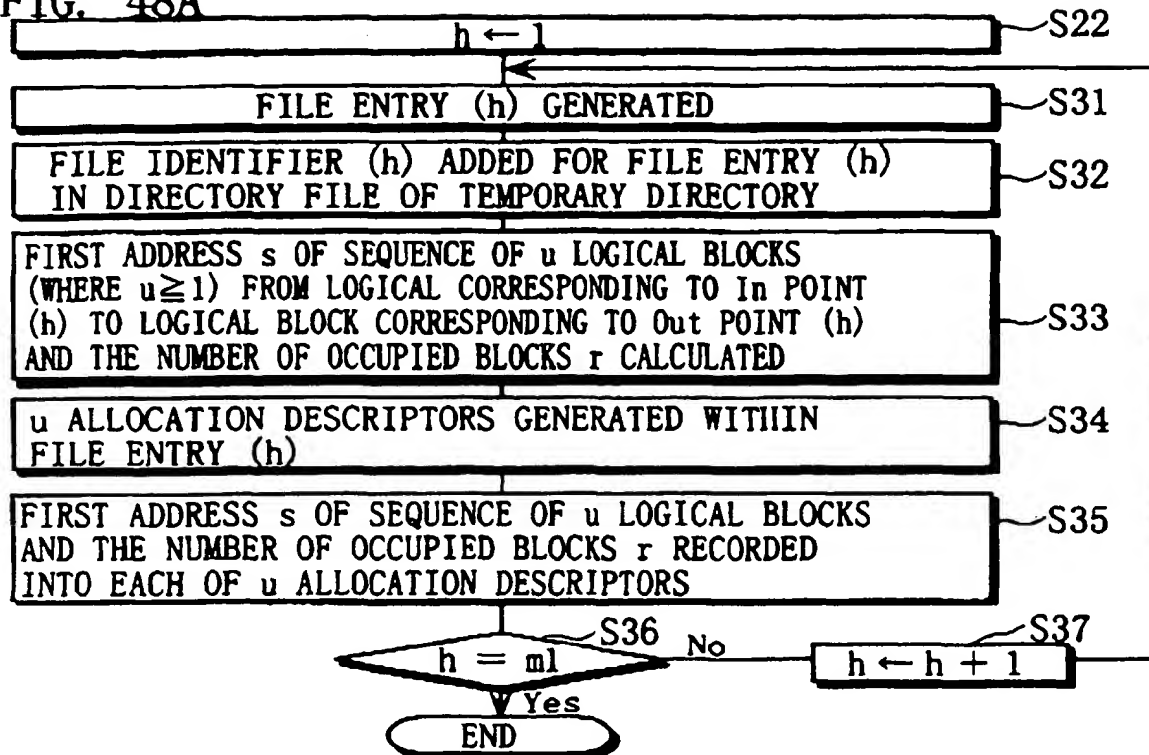 FIG. 48A
h ← 1
S22
FILE ENTRY (h) GENERATED
S31
FILE IDENTIFIER (h) ADDED FOR FILE ENTRY (h)
IN DIRECTORY FILE OF TEMPORARY DIRECTORY
S32
FIRST ADDRESS s OF SEQUENCE OF u LOGICAL BLOCKS
(WHERE u≧1) FROM LOGICAL CORRESPONDING TO In POINT
(h) TO LOGICAL BLOCK CORRESPONDING TO Out POINT (h)
AND THE NUMBER OF OCCUPIED BLOCKS r CALCULATED
S33
u ALLOCATION DESCRIPTORS GENERATED WITHIN
FILE ENTRY (h)
S34
FIRST ADDRESS s OF SEQUENCE OF u LOGICAL BLOCKS
AND THE NUMBER OF OCCUPIED BLOCKS r RECORDED
INTO EACH OF u ALLOCATION DESCRIPTORS
S35
h = m1
S36
No
h ← h + 1
S37
Yes
END